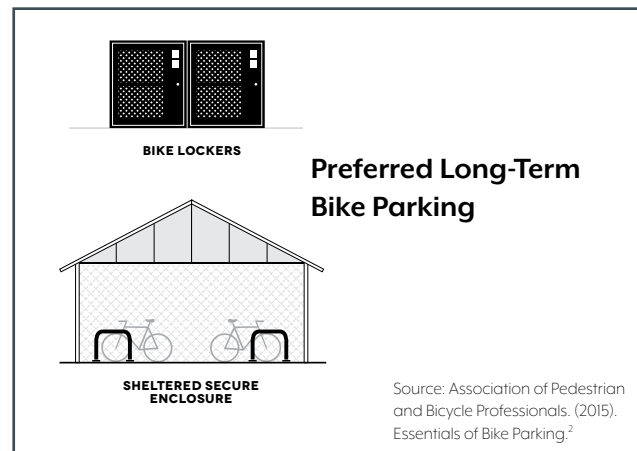 BIKE LOCKERS
Preferred Long-Term
Bike Parking
SHELTERED SECURE
ENCLOSURE
Source: Association of Pedestrian
and Bicycle Professionals. (2015).
Essentials of Bike Parking.²